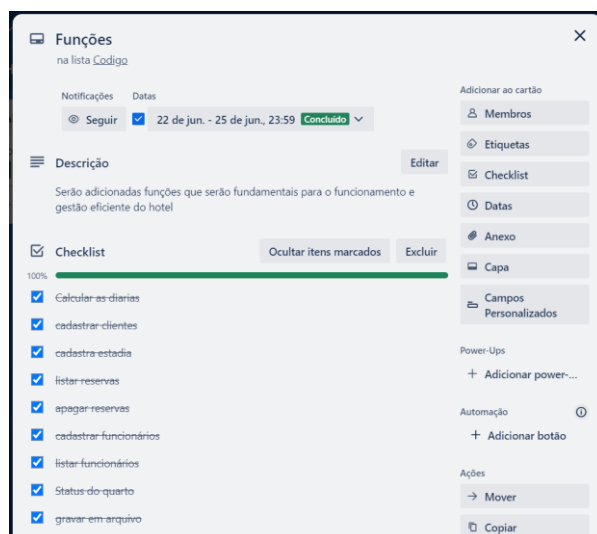 Funções
na lista Codigo
Notificações Datas
Seguir 22 de jun. - 25 de jun., 23:59 Concluído
Descrição Editar
Serão adicionadas funções que serão fundamentais para o funcionamento e
gestão eficiente do hotel
Checklist Ocultar itens marcados Excluir
100%
Calcular as diarias
cadastrar clientes
cadastra estadia
listar reservas
apagar reservas
cadastrar funcionários
listar funcionários
Status do quarto
gravar em arquivo
Adicionar ao cartão
Membros
Etiquetas
Checklist
Datas
Anexo
Capa
Campos
Personalizados
Power-Ups
+ Adicionar power-...
Automação
+ Adicionar botão
Ações
→ Mover
Copiar